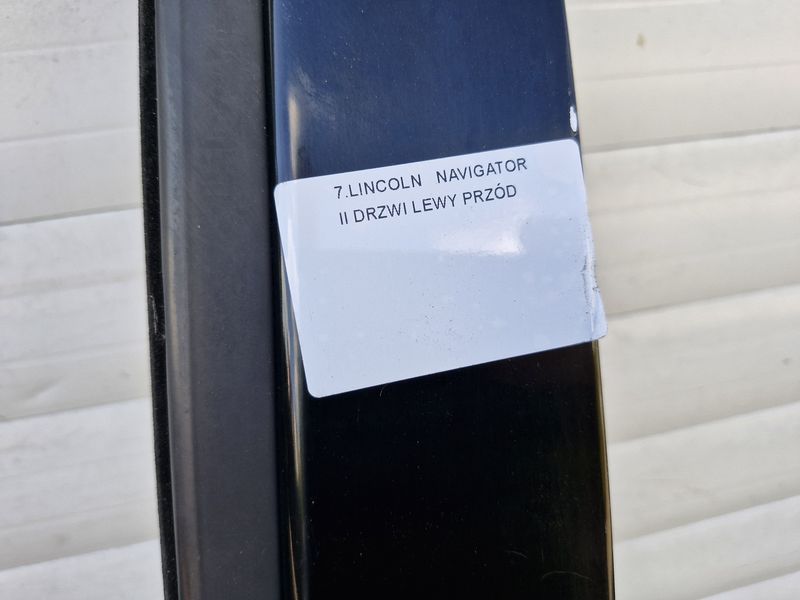 7.LINCOLN NAVIGATOR
II DRZWI LEWY PRZÓD